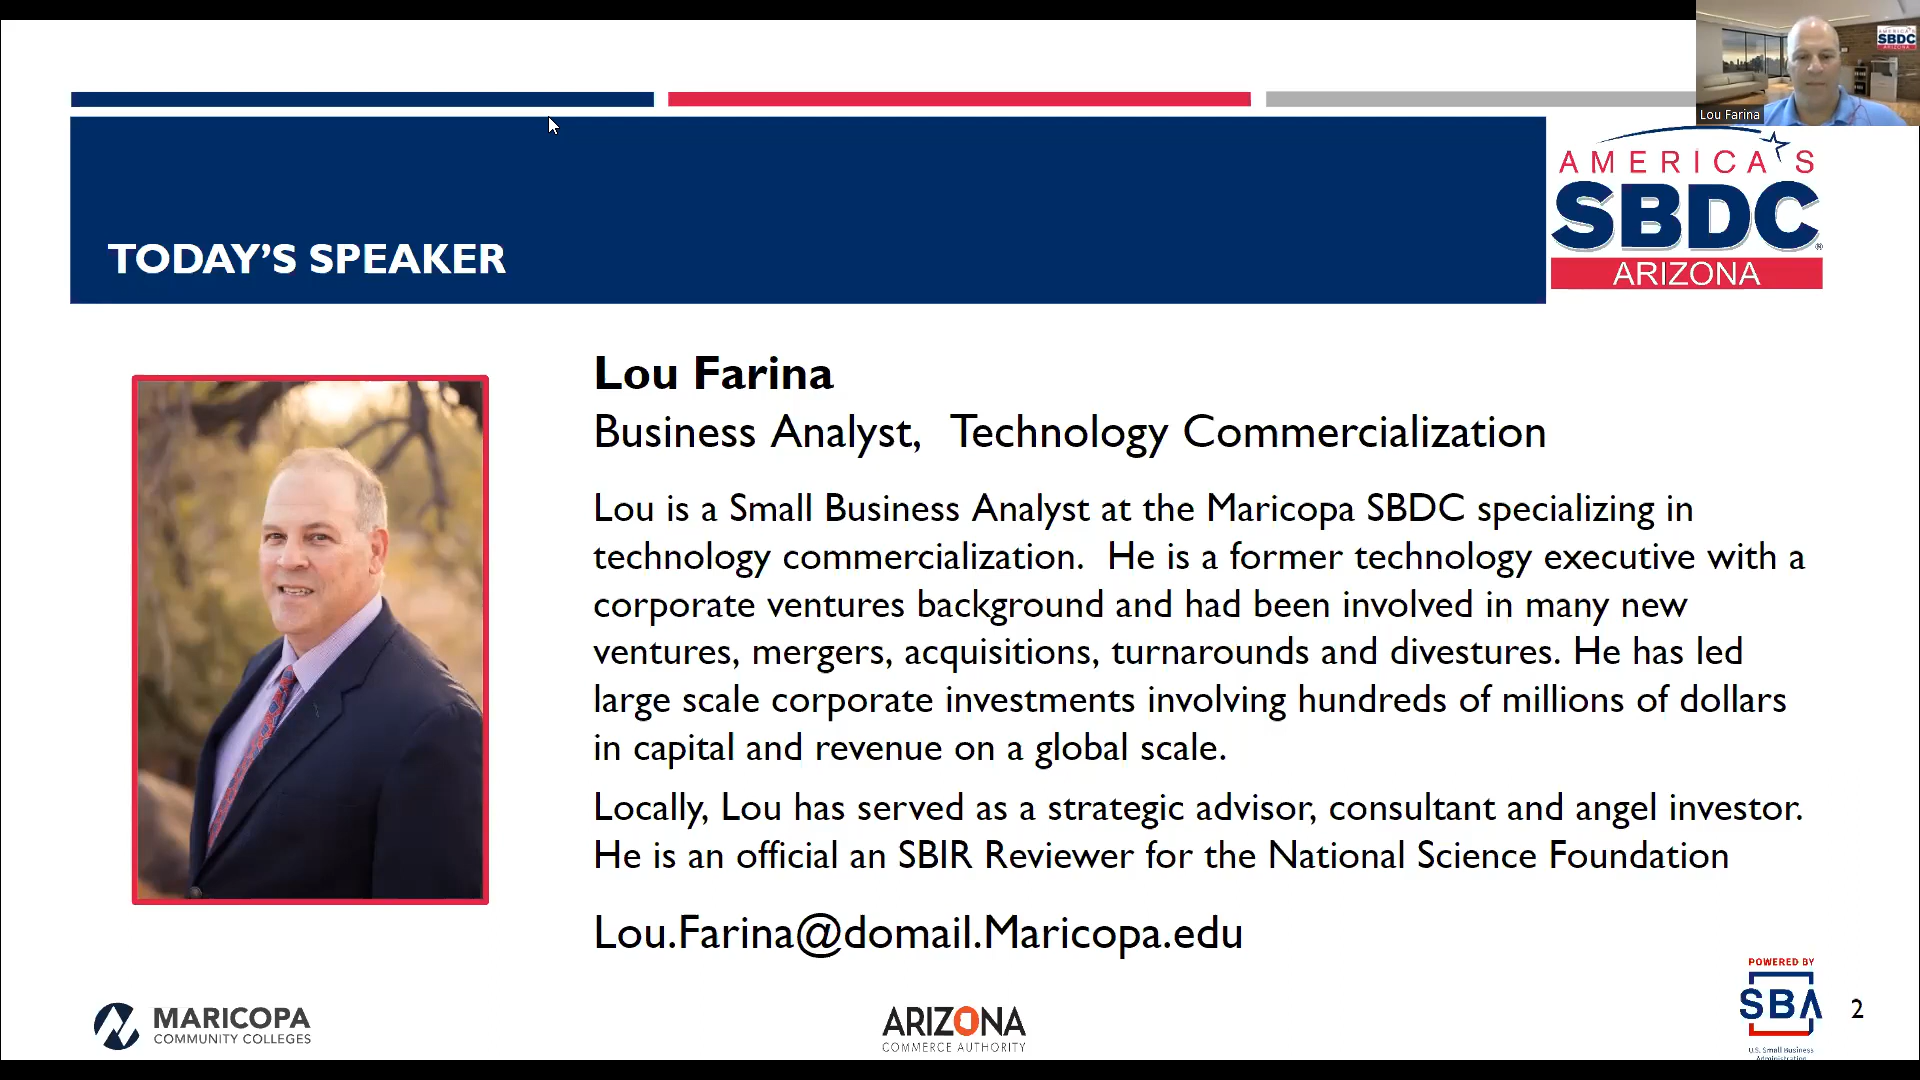 AMERICA'S
SBDC
ARIZONA
Lou Farina
AMERICA'S
SBDC®
ARIZONA
TODAY'S SPEAKER
Lou Farina
Business Analyst,  Technology Commercialization
Lou is a Small Business Analyst at the Maricopa SBDC specializing in
technology commercialization.  He is a former technology executive with a
corporate ventures background and had been involved in many new
ventures, mergers, acquisitions, turnarounds and divestures. He has led
large scale corporate investments involving hundreds of millions of dollars
in capital and revenue on a global scale.
Locally, Lou has served as a strategic advisor, consultant and angel investor.
He is an official an SBIR Reviewer for the National Science Foundation
Lou.Farina@domail.Maricopa.edu
MARICOPA
COMMUNITY COLLEGES
ARIZONA
COMMERCE AUTHORITY
POWERED BY
SBA
U.S. Small Business
Administration
2